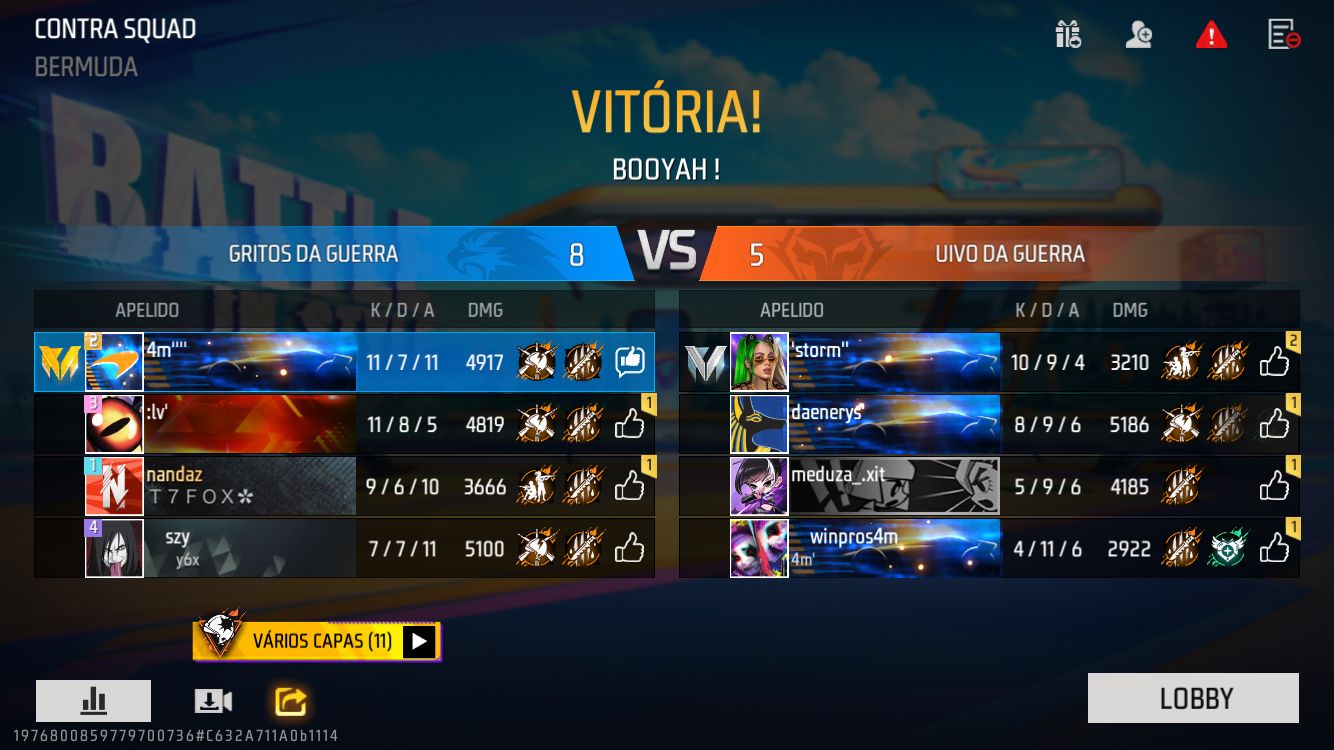 CONTRA SQUAD
BERMUDA
VITÓRIA!
BOOYAH !
GRITOS DA GUERRA 8 VS 5 UIVO DA GUERRA
APELIDO K / D / A DMG
2 4m'''' 11 / 7 / 11 4917
3 :lv' 11 / 8 / 5 4819 1
1 nandaz 9 / 6 / 10 3666 1
T7FOX✲
4 szy 7 / 7 / 11 5100
y6x
APELIDO K / D / A DMG
'storm'' 10 / 9 / 4 3210 2
daenerys' 8 / 9 / 6 5186 1
meduza_.xit 5 / 9 / 6 4185 1
winpros4m 4 / 11 / 6 2922 1
4m'
VÁRIOS CAPAS (11)
LOBBY
1976800859779700736#C632A711A0b1114